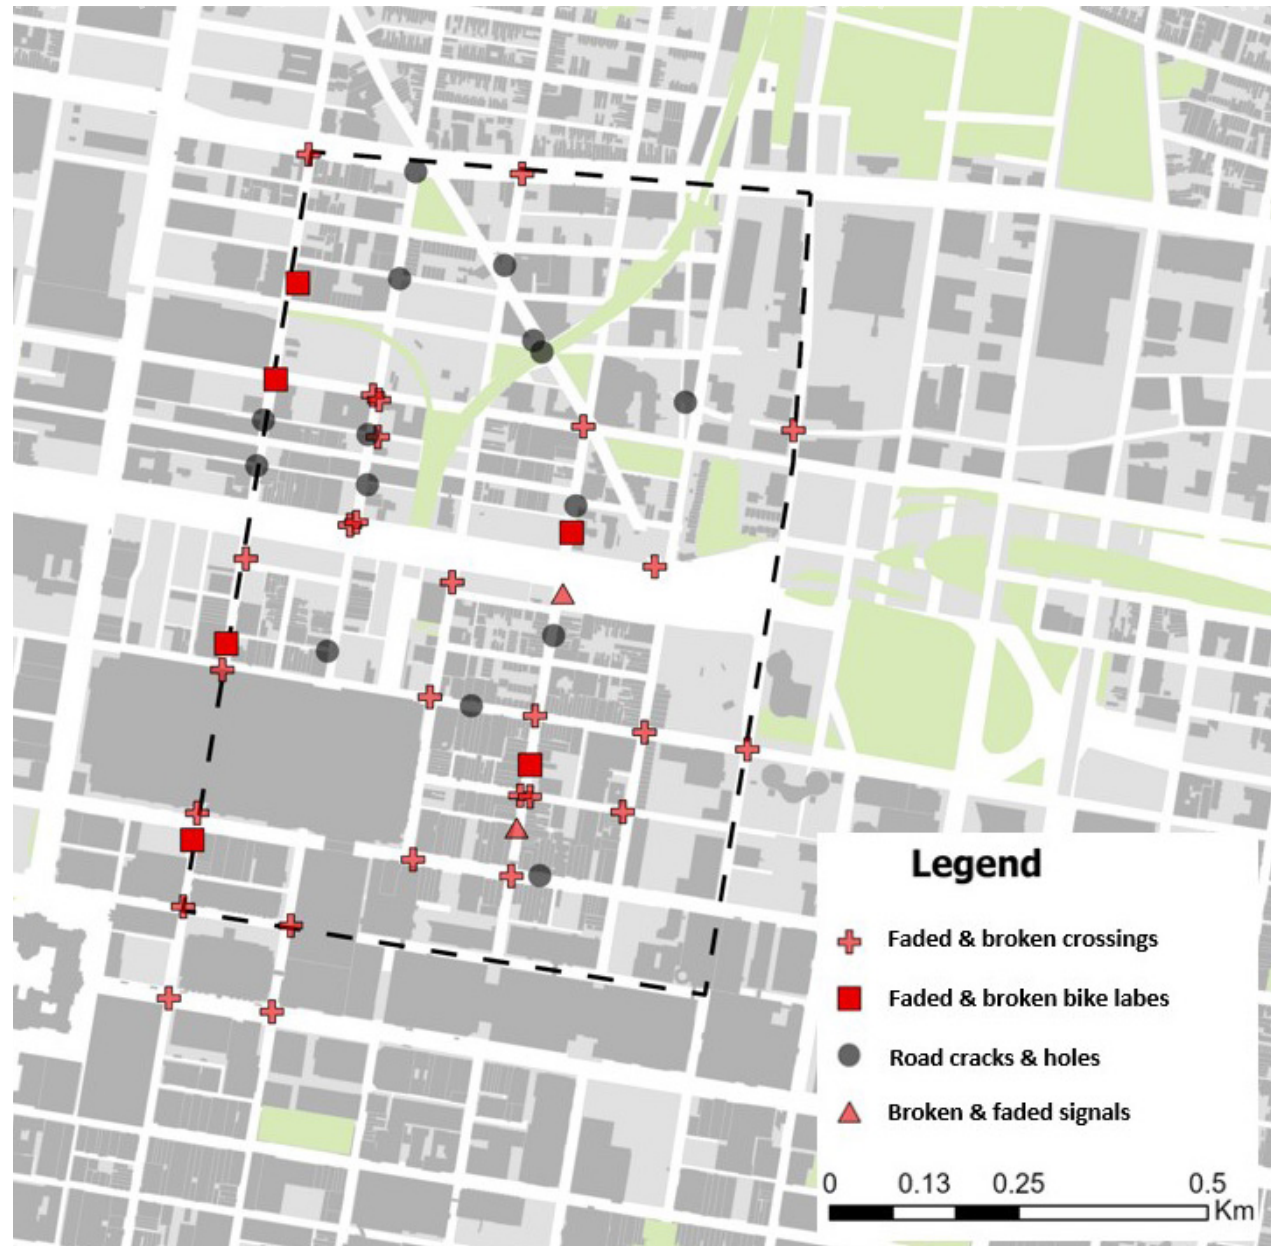 Legend
Faded & broken crossings
Faded & broken bike labes
Road cracks & holes
Broken & faded signals
0 0.13 0.25 0.5
Km